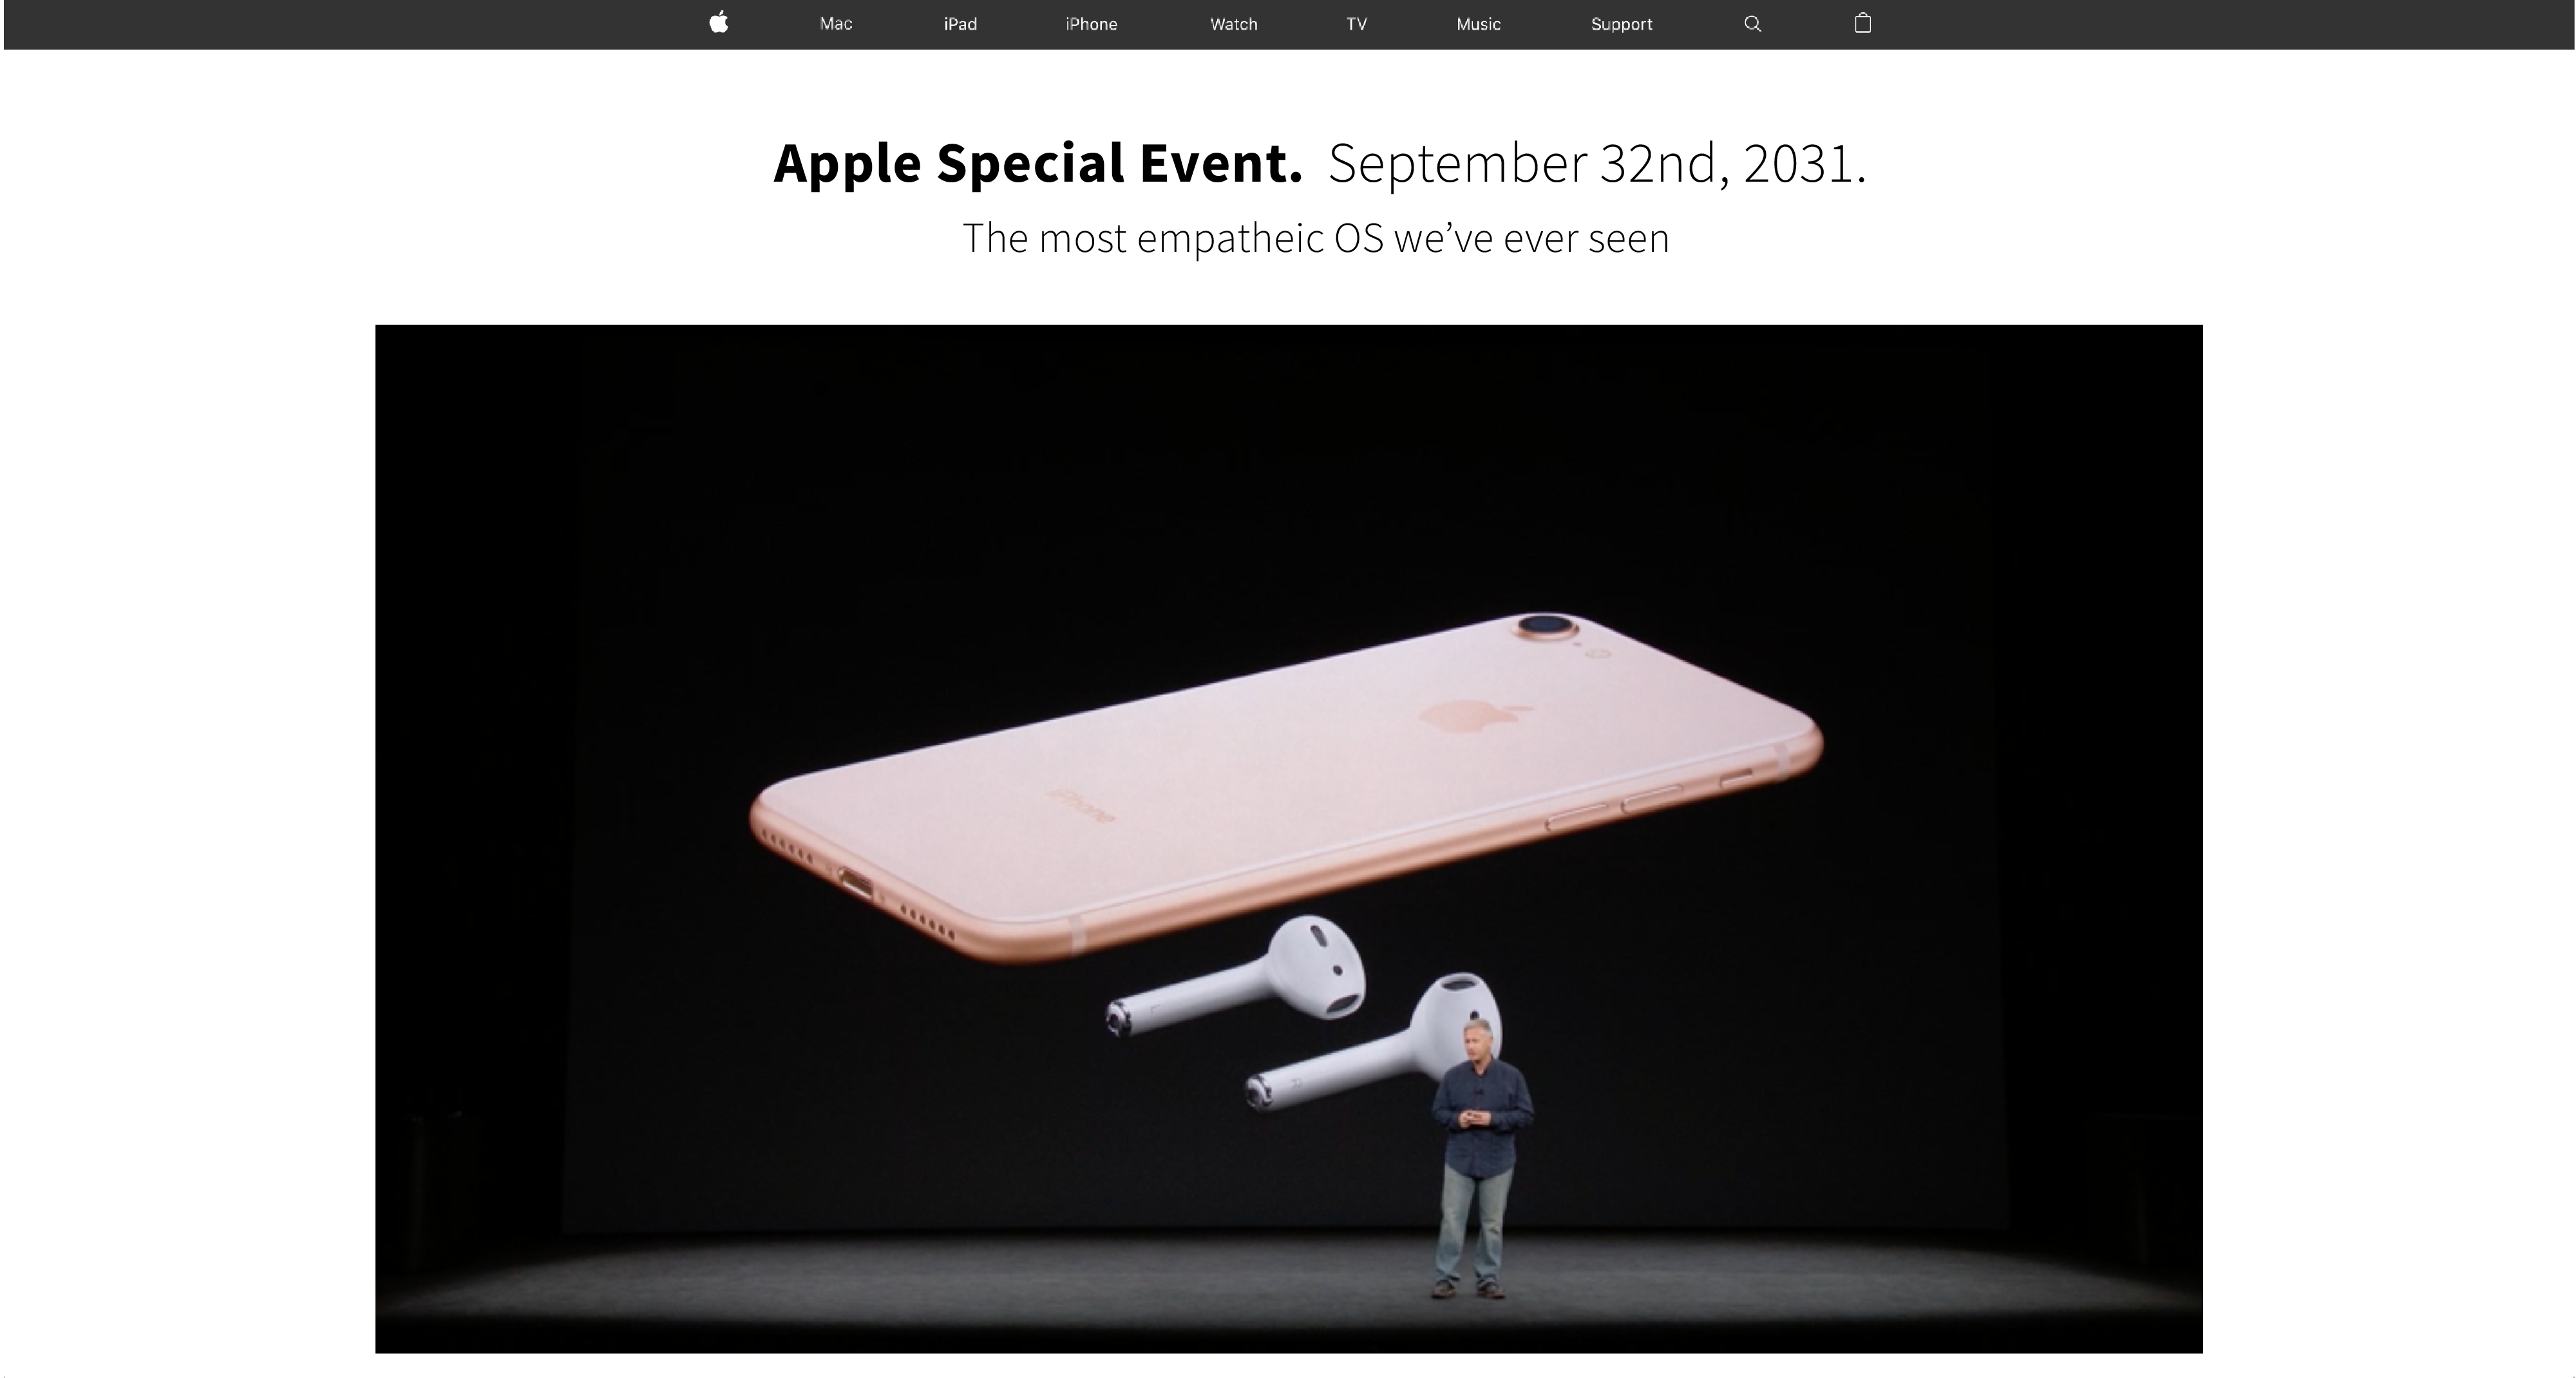 Mac iPad iPhone Watch TV Music Support
Apple Special Event. September 32nd, 2031.
The most empatheic OS we’ve ever seen
iPhone
L
R